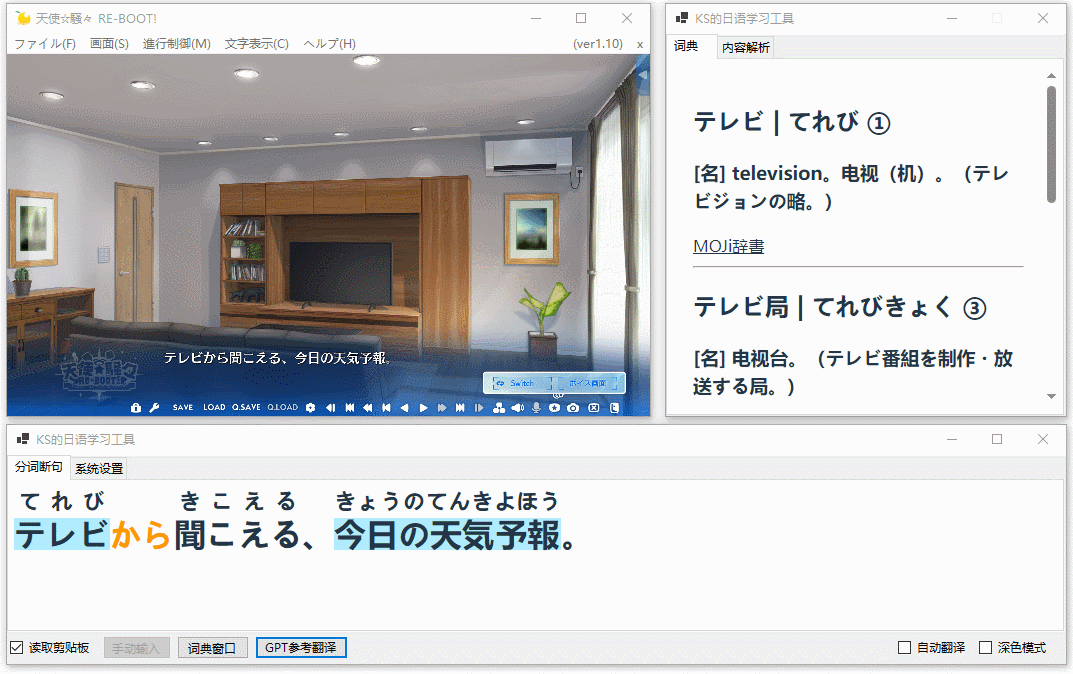 天使☆騒々 RE-BOOT!
ファイル(F) 画面(S) 進行制御(M) 文字表示(C) ヘルプ(H) (ver1.10) x
天使☆騒々
RE-BOOT!
テレビから聞こえる、今日の天気予報。
Switch ボイス画面
SAVE LOAD Q.SAVE Q.LOAD
KS的日语学习工具
词典 内容解析
テレビ | てれび ①
[名] television。电视（机）。（テレ
ビジョンの略。）
MOJi辞書
テレビ局 | てれびきょく ③
[名] 电视台。（テレビ番組を制作・放
送する局。）
KS的日语学习工具
分词断句 系统设置
てれび きこえる きょうのてんきよほう
テレビから聞こえる、今日の天気予報。
读取剪贴板 手动输入 词典窗口 GPT参考翻译 自动翻译 深色模式